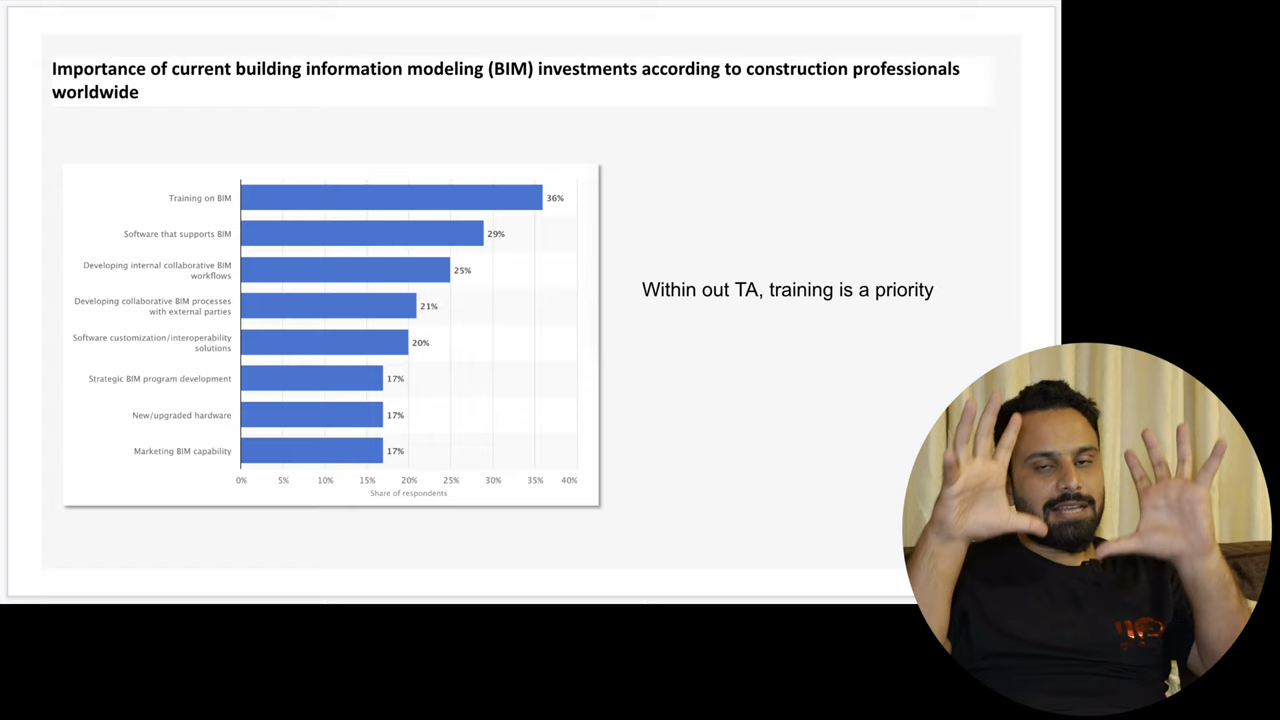 Importance of current building information modeling (BIM) investments according to construction professionals
worldwide
Training on BIM
36%
Software that supports BIM
29%
Developing internal collaborative BIM
workflows
25%
Developing collaborative BIM processes
with external parties
21%
Software customization/interoperability
solutions
20%
Strategic BIM program development
17%
New/upgraded hardware
17%
Marketing BIM capability
17%
0% 5% 10% 15% 20% 25% 30% 35% 40%
Share of respondents
Within out TA, training is a priority